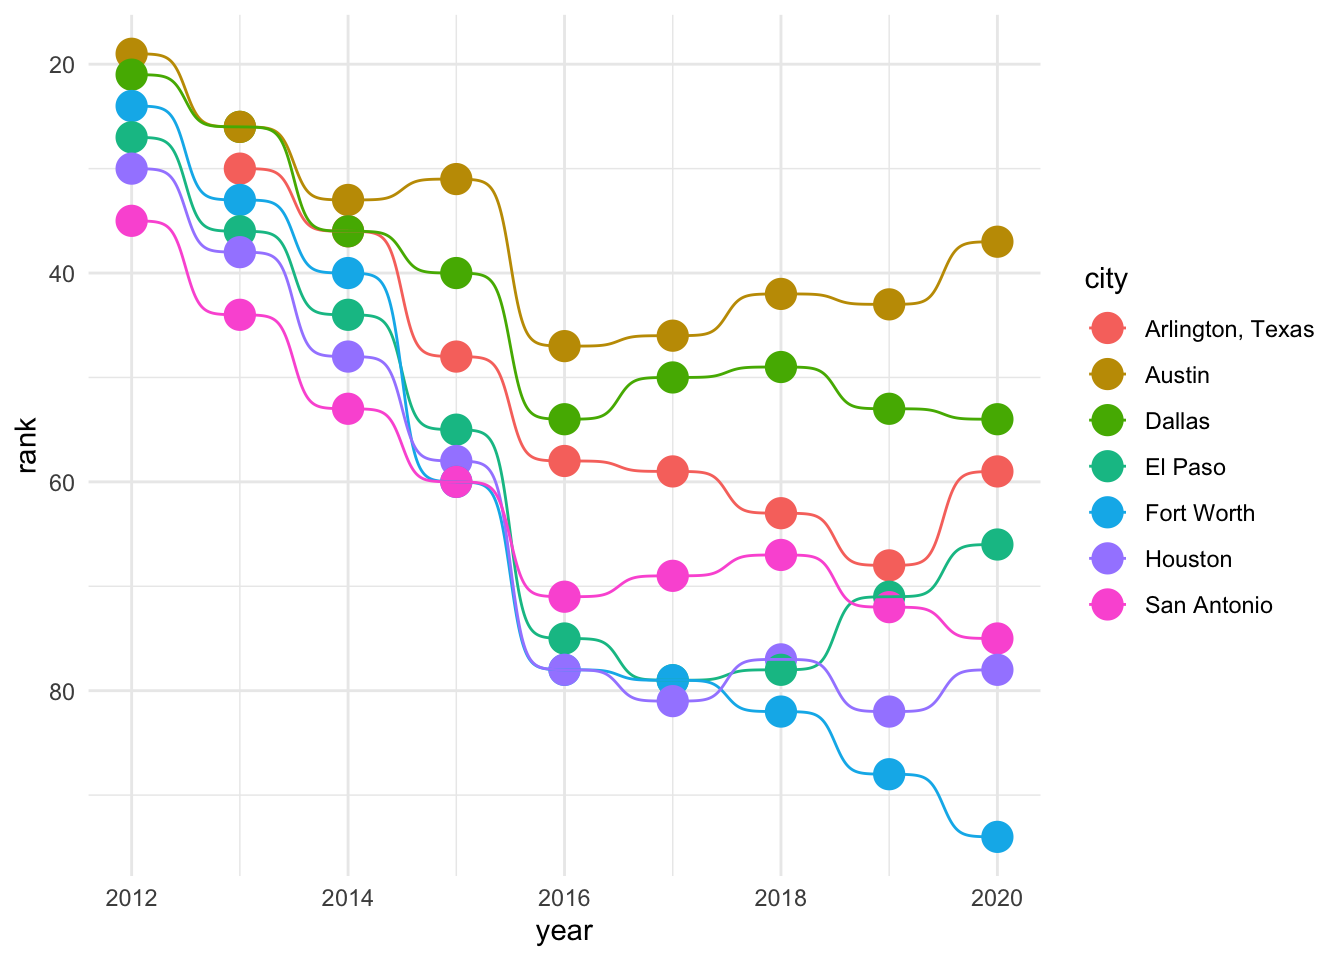 20
40
60
80
rank
2012 2014 2016 2018 2020
year
city
Arlington, Texas
Austin
Dallas
El Paso
Fort Worth
Houston
San Antonio